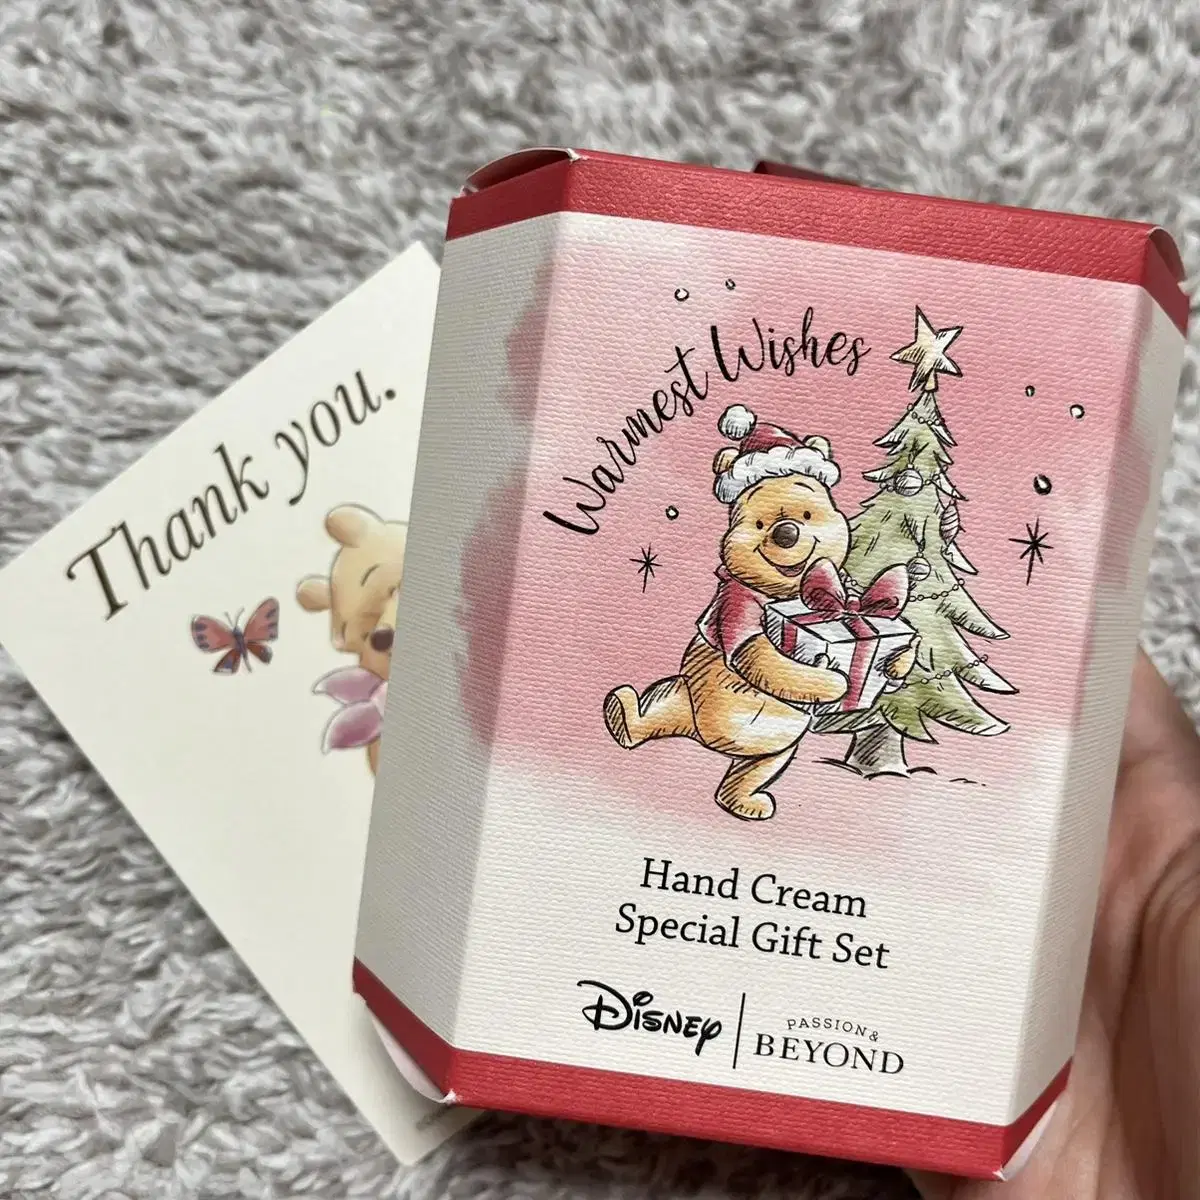 Thank you.
Warmest Wishes
Hand Cream
Special Gift Set
Disney
PASSION &
BEYOND